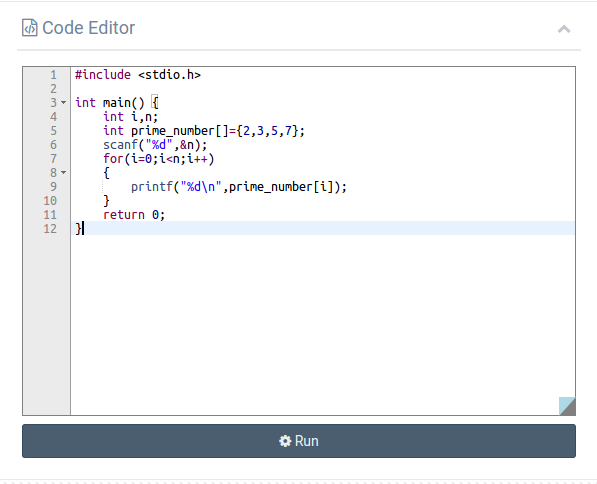 Code Editor
1 #include <stdio.h>
2
3 int main() {
4     int i,n;
5     int prime_number[]={2,3,5,7};
6     scanf("%d",&n);
7     for(i=0;i<n;i++)
8     {
9         printf("%d\n",prime_number[i]);
10     }
11     return 0;
12 }
Run